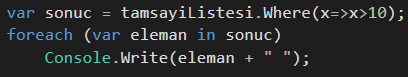 var sonuc = tamsayiListesi.Where(x=>x>10);
foreach (var eleman in sonuc)
    Console.Write(eleman + " ");